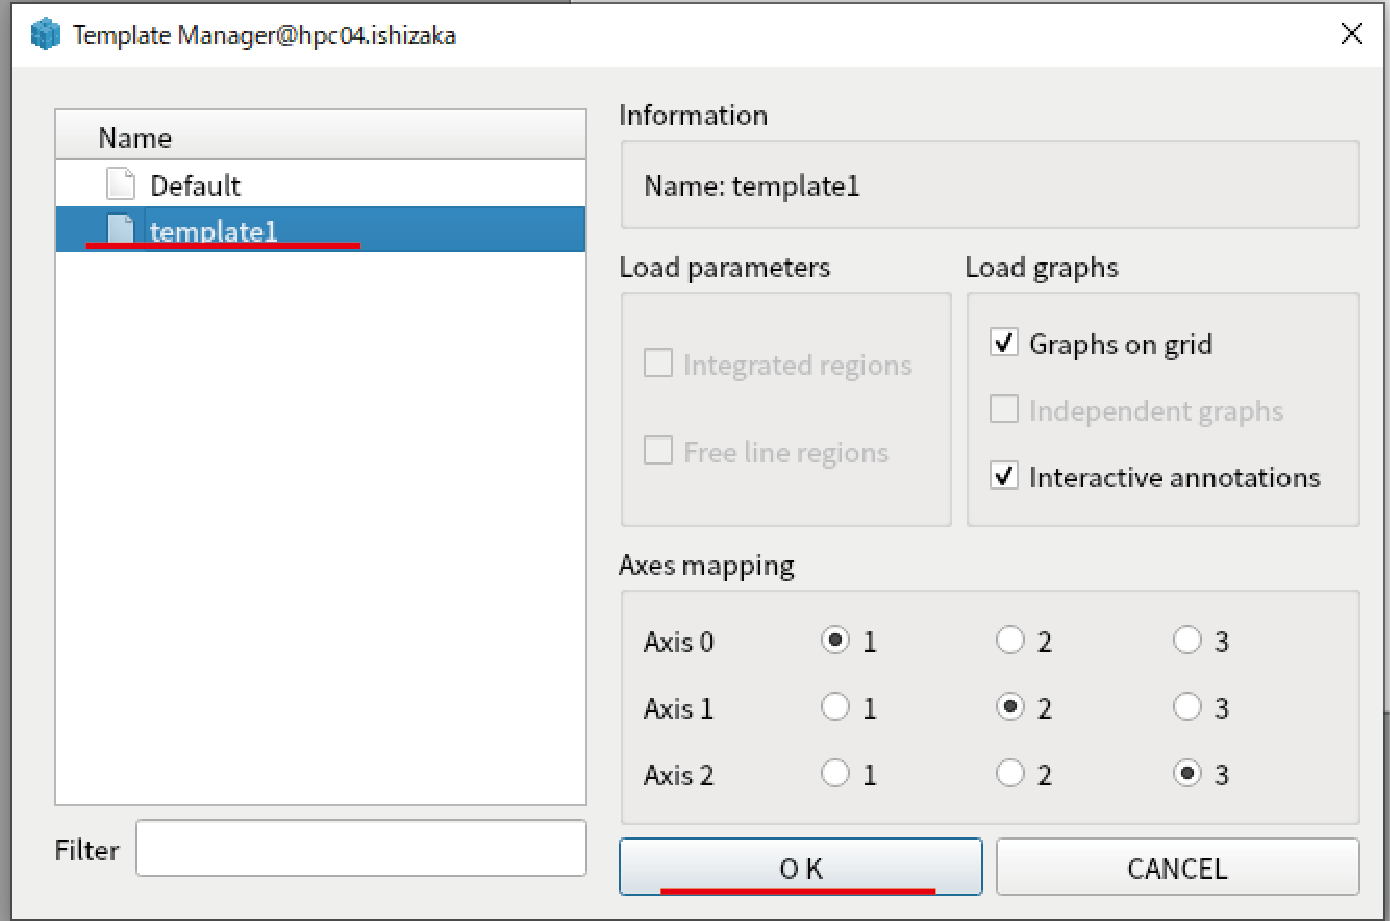 Template Manager@hpc04.ishizaka
Name
Default
template1
Filter
Information
Name: template1
Load parameters
Integrated regions
Free line regions
Load graphs
Graphs on grid
Independent graphs
Interactive annotations
Axes mapping
Axis 0 1 2 3
Axis 1 1 2 3
Axis 2 1 2 3
OK
CANCEL